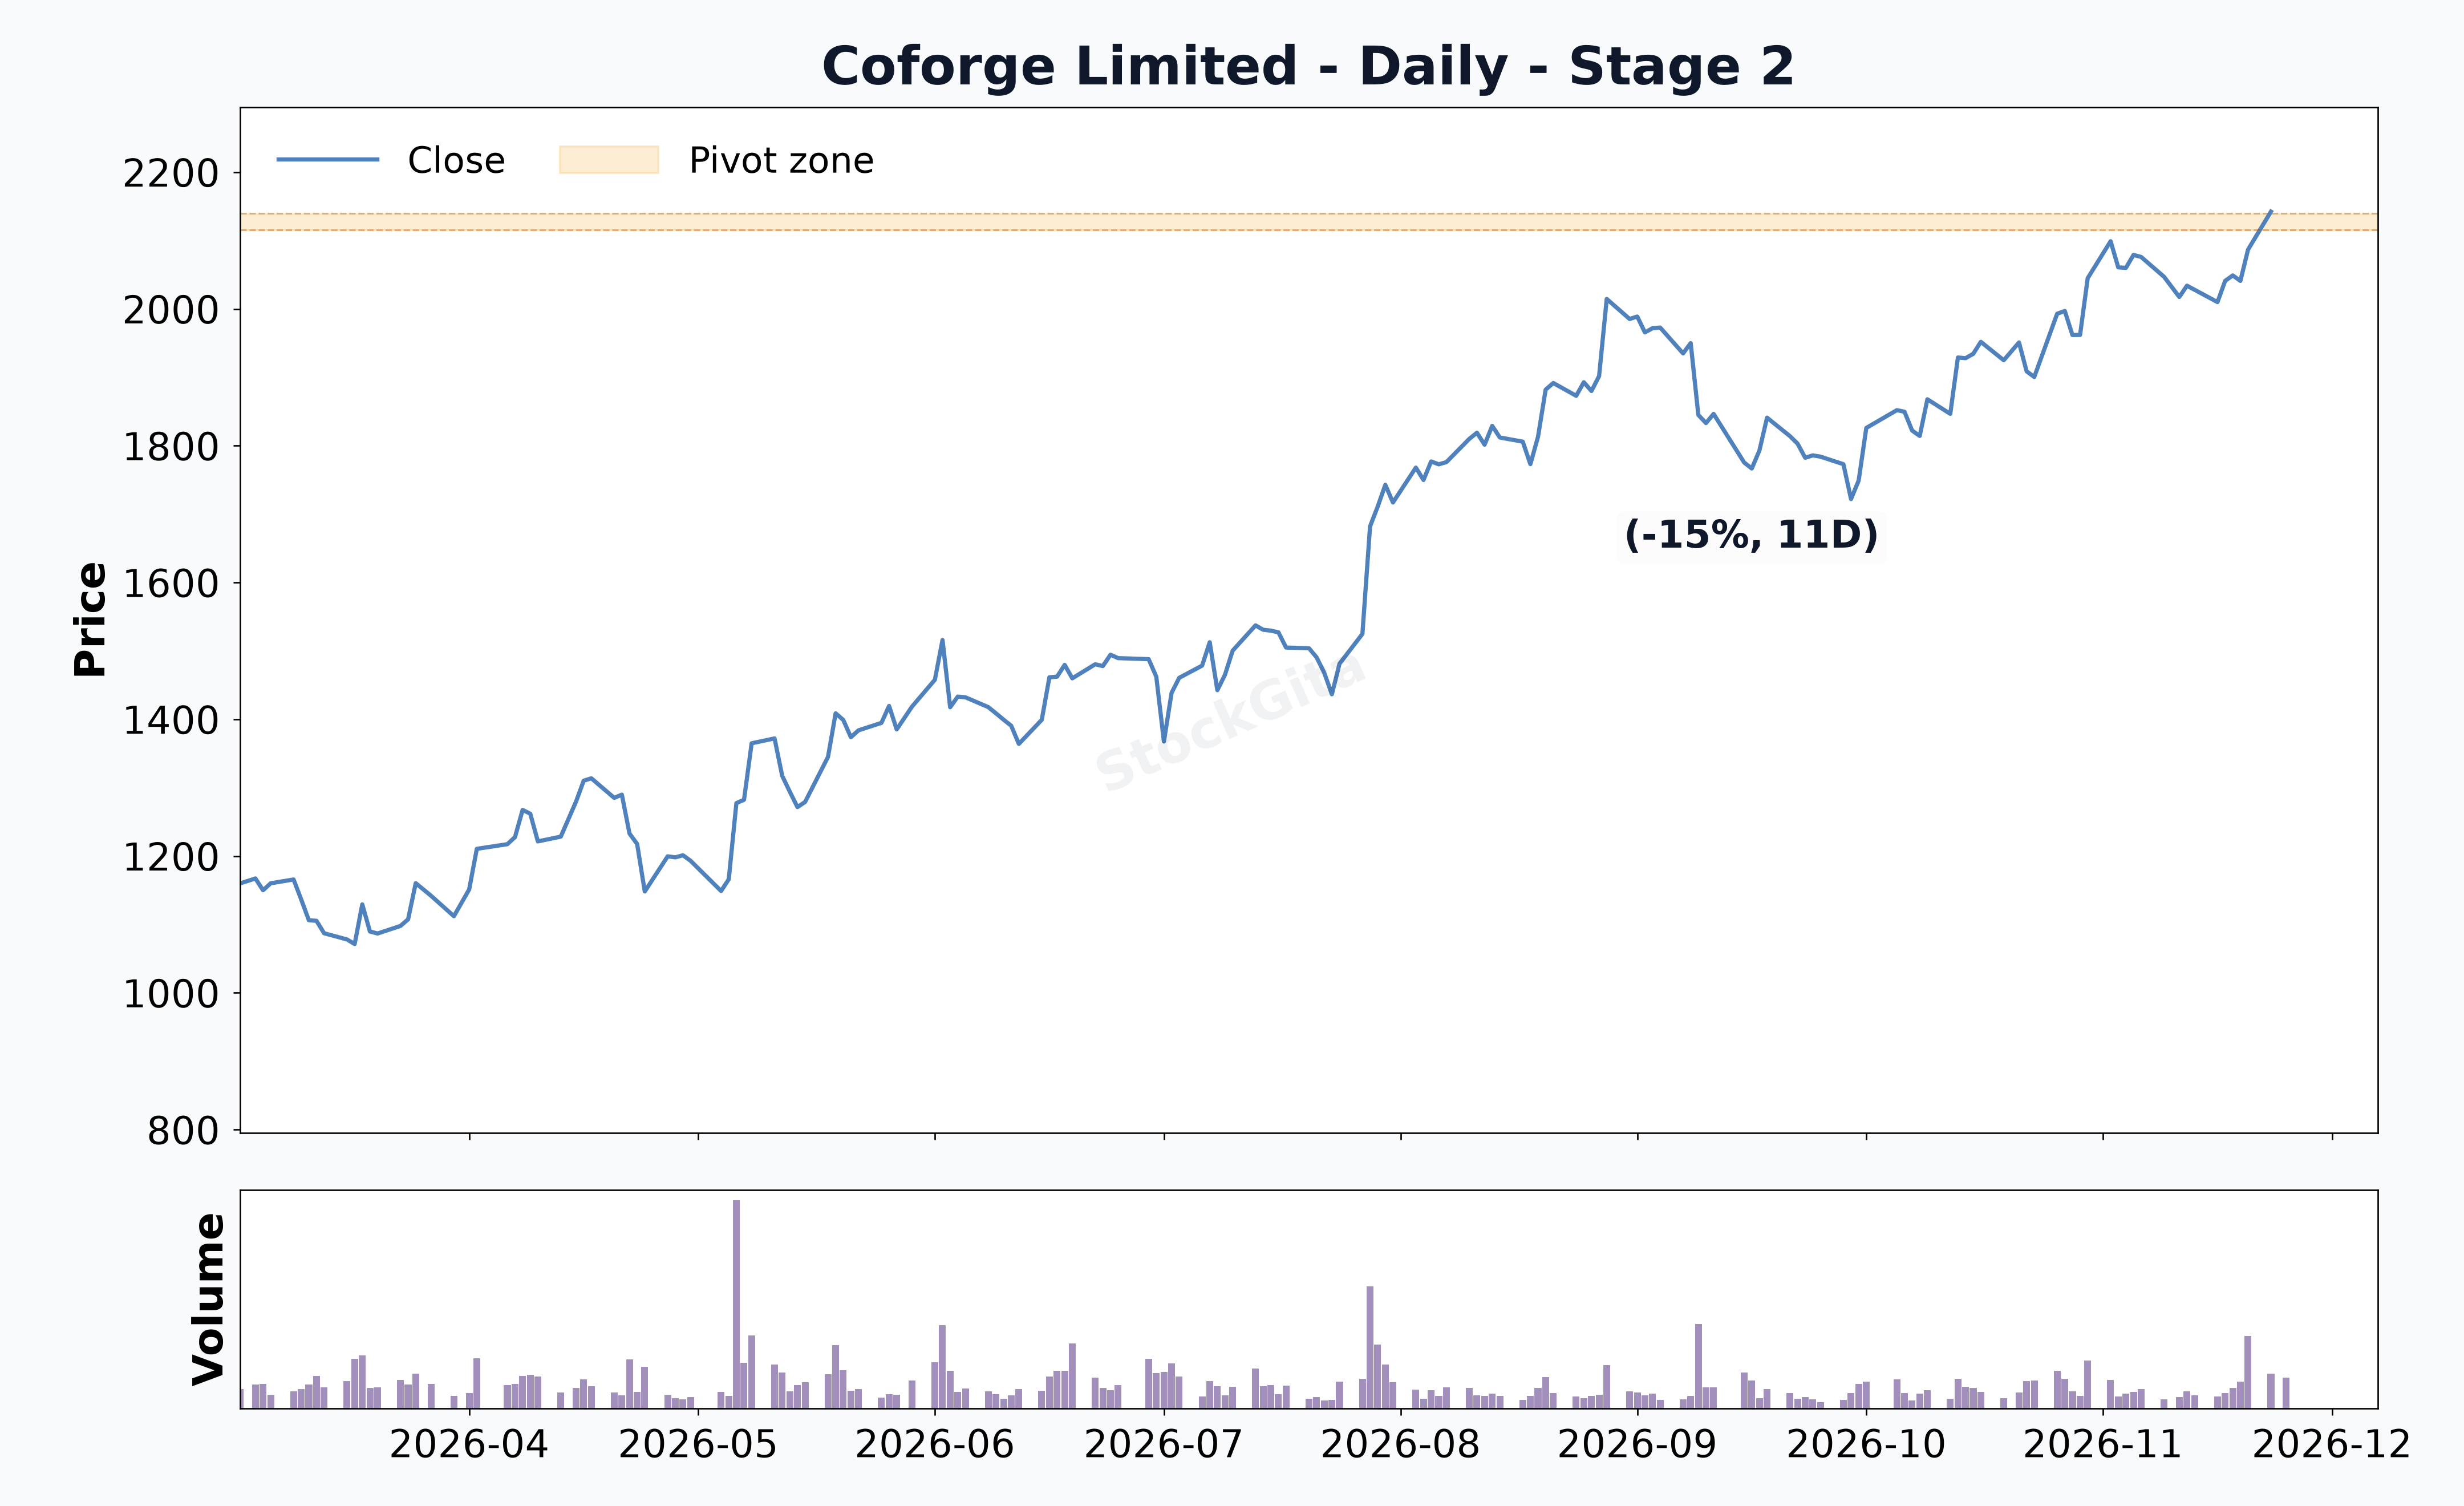 Coforge Limited - Daily - Stage 2
Close
Pivot zone
2200
2000
1800
1600
1400
1200
1000
800
Price
(-15%, 11D)
StockGita
Volume
2026-04
2026-05
2026-06
2026-07
2026-08
2026-09
2026-10
2026-11
2026-12